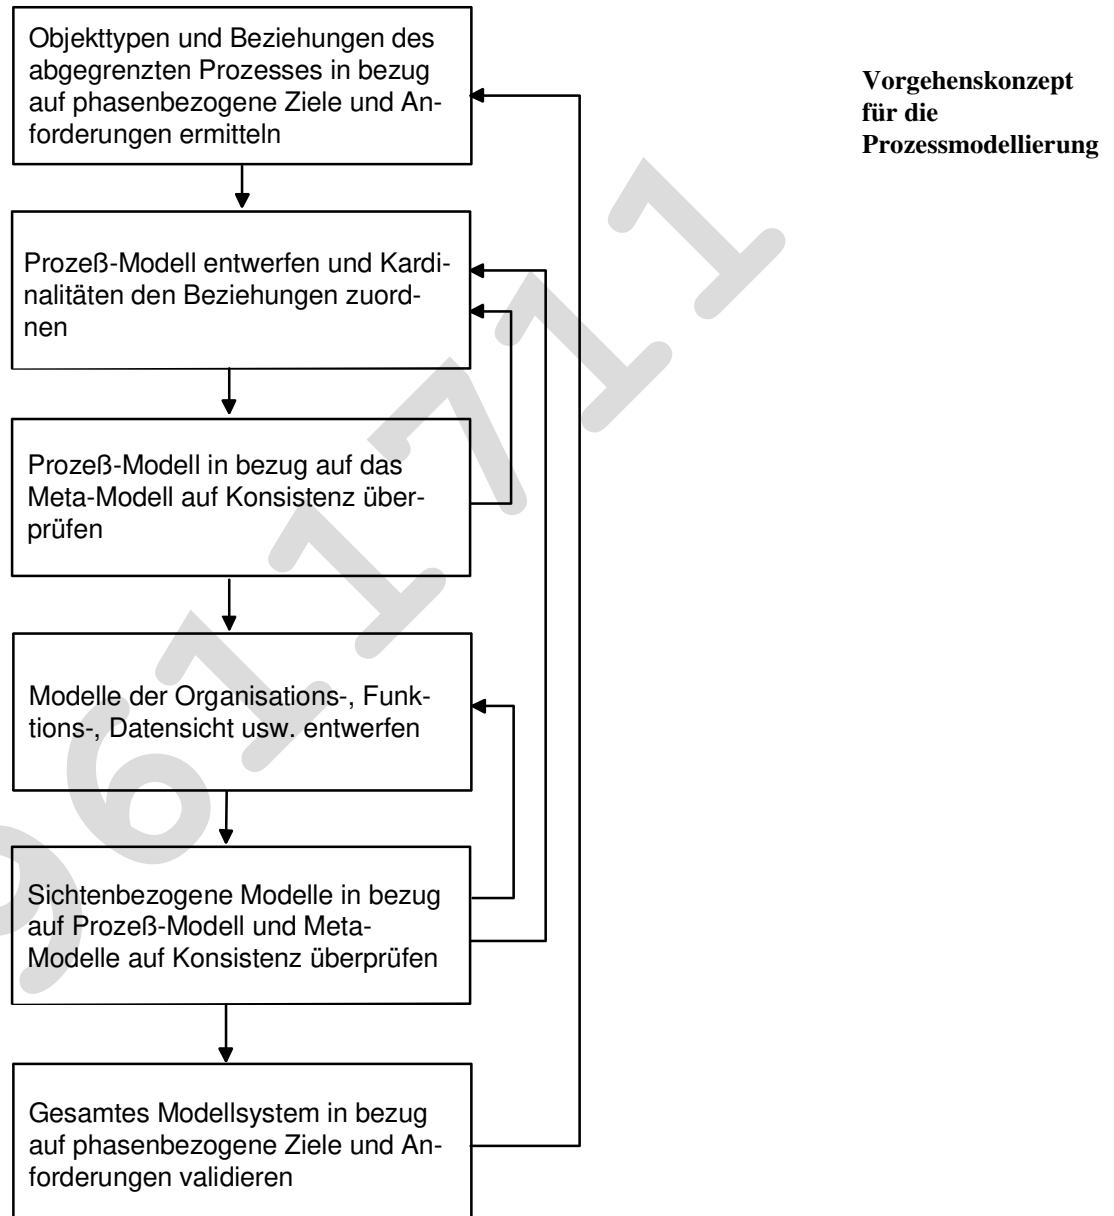 Objekttypen und Beziehungen des
abgegrenzten Prozesses in bezug
auf phasenbezogene Ziele und An-
forderungen ermitteln
Vorgehenskonzept
für die
Prozessmodellierung
Prozeß-Modell entwerfen und Kardi-
nalitäten den Beziehungen zuord-
nen
Prozeß-Modell in bezug auf das
Meta-Modell auf Konsistenz über-
prüfen
Modelle der Organisations-, Funk-
tions-, Datensicht usw. entwerfen
Sichtenbezogene Modelle in bezug
auf Prozeß-Modell und Meta-
Modelle auf Konsistenz überprüfen
Gesamtes Modellsystem in bezug
auf phasenbezogene Ziele und An-
forderungen validieren
9611711